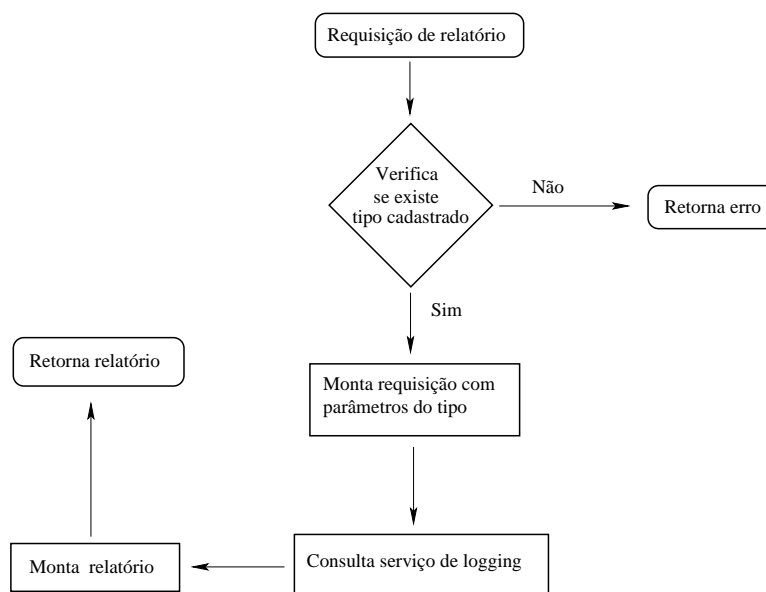 Requisição de relatório
Verifica
se existe
tipo cadastrado
Não
Retorna erro
Sim
Retorna relatório
Monta requisição com
parâmetros do tipo
Consulta serviço de logging
Monta relatório